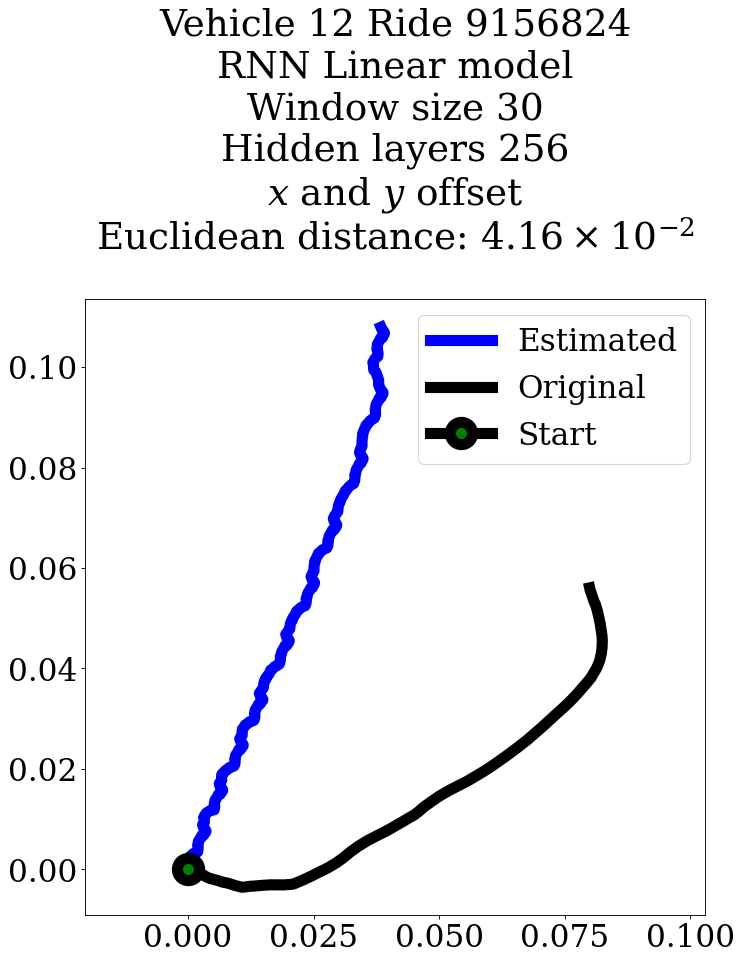 Vehicle 12 Ride 9156824
RNN Linear model
Window size 30
Hidden layers 256
x and y offset
Euclidean distance: 4.16 × 10⁻²
Estimated
Original
Start
0.10
0.08
0.06
0.04
0.02
0.00
0.000 0.025 0.050 0.075 0.100